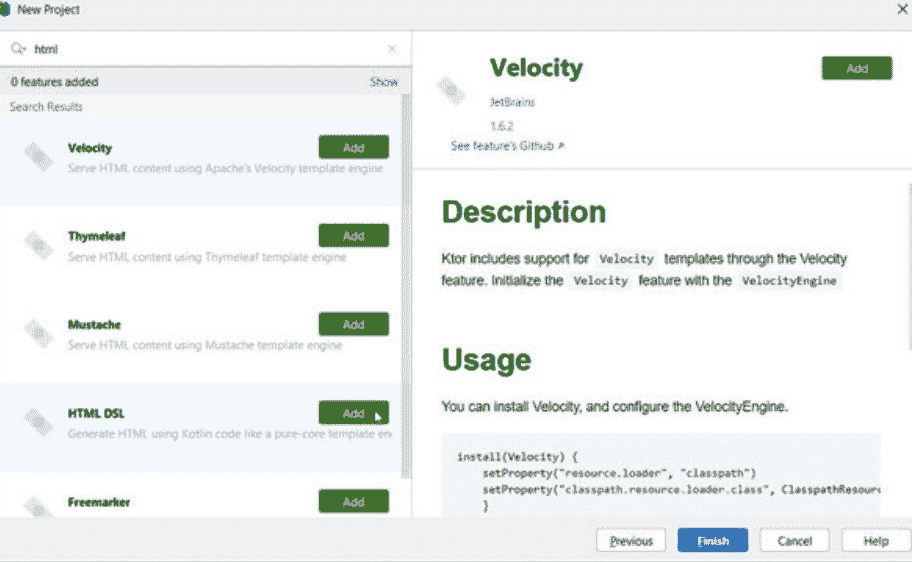 New Project
html
0 features added
Show
Search Results
Velocity
Add
Serve HTML content using Apache's Velocity template engine
Thymeleaf
Add
Serve HTML content using Thymeleaf template engine
Mustache
Add
Serve HTML content using Mustache template engine
HTML DSL
Add
Generate HTML using Kotlin code like a pure-core template en
Freemarker
Add
Velocity
Add
JetBrains
1.6.2
See feature's Github ↗
Description
Ktor includes support for Velocity templates through the Velocity
feature. Initialize the Velocity feature with the VelocityEngine
Usage
You can install Velocity, and configure the VelocityEngine.
install(Velocity) {
setProperty("resource.loader", "classpath")
setProperty("classpath.resource.loader.class", ClasspathResour
}
Previous
Finish
Cancel
Help